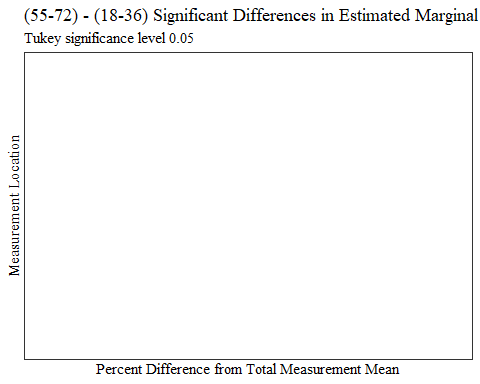 (55-72) - (18-36) Significant Differences in Estimated Marginal
Tukey significance level 0.05
Measurement Location
Percent Difference from Total Measurement Mean